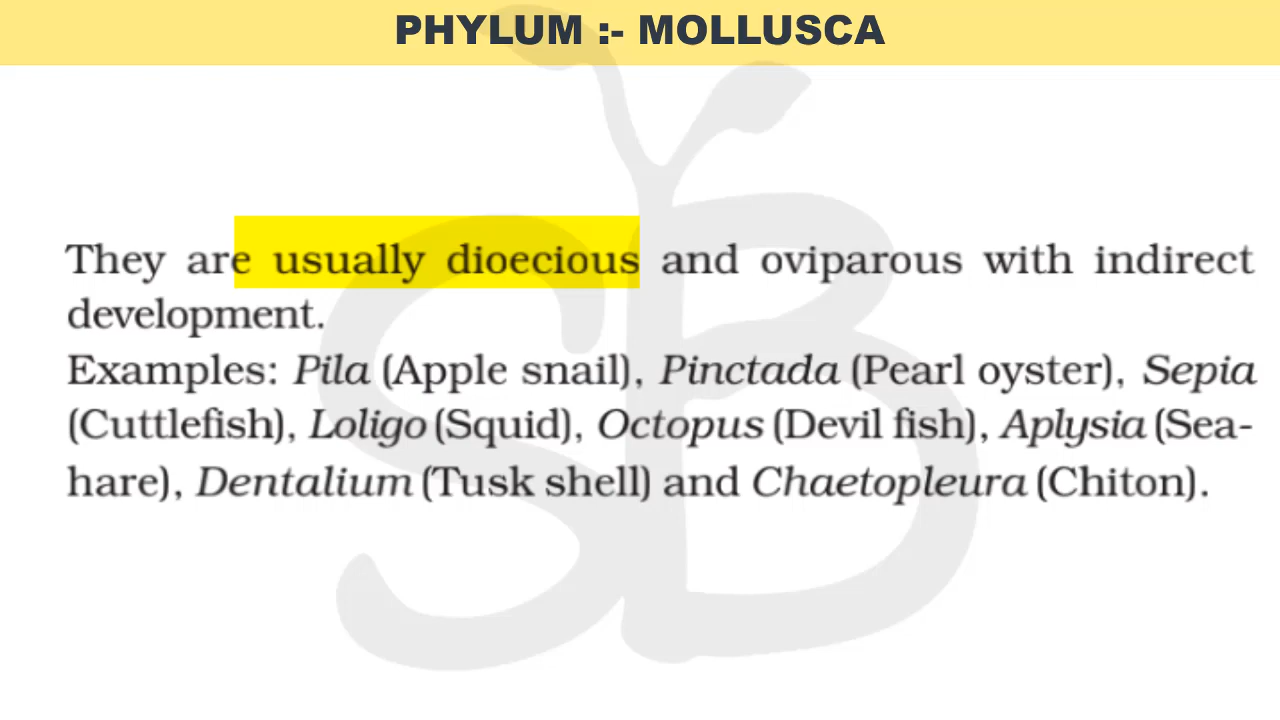 PHYLUM :- MOLLUSCA
They are usually dioecious and oviparous with indirect
development.
Examples: Pila (Apple snail), Pinctada (Pearl oyster), Sepia
(Cuttlefish), Loligo (Squid), Octopus (Devil fish), Aplysia (Sea-
hare), Dentalium (Tusk shell) and Chaetopleura (Chiton).
SB